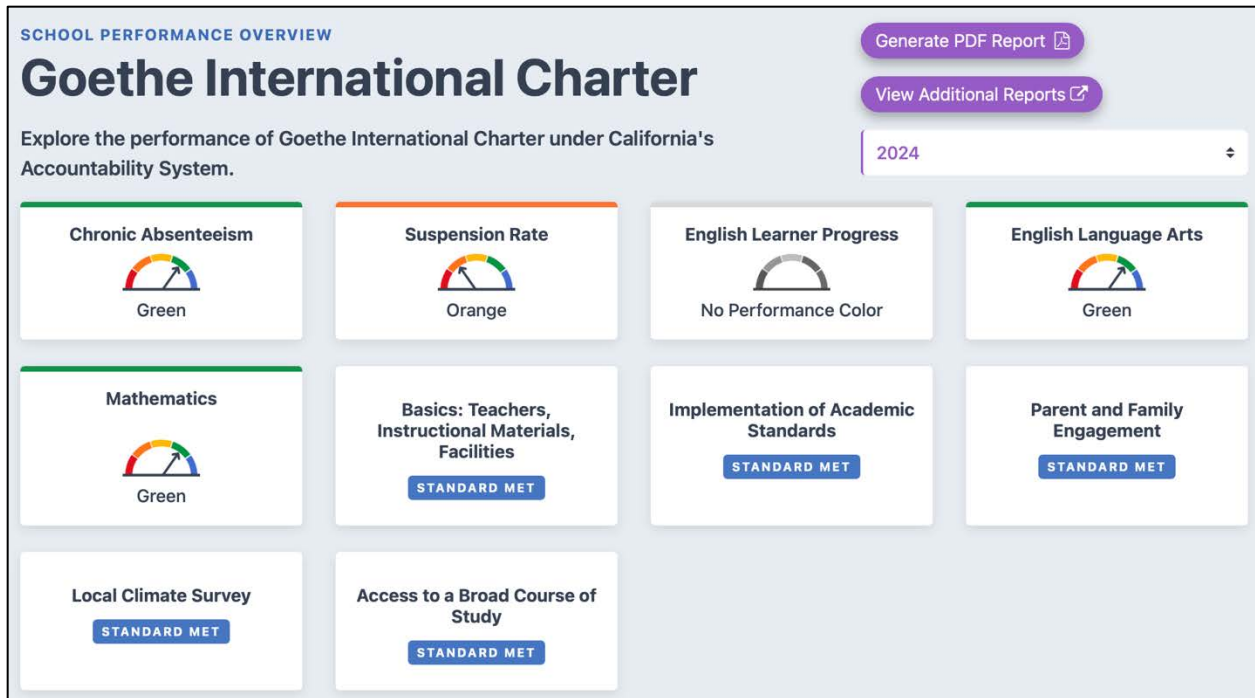 SCHOOL PERFORMANCE OVERVIEW
Goethe International Charter
Explore the performance of Goethe International Charter under California's
Accountability System.
Generate PDF Report
View Additional Reports
2024
Chronic Absenteeism
Green
Suspension Rate
Orange
English Learner Progress
No Performance Color
English Language Arts
Green
Mathematics
Green
Basics: Teachers,
Instructional Materials,
Facilities
STANDARD MET
Implementation of Academic
Standards
STANDARD MET
Parent and Family
Engagement
STANDARD MET
Local Climate Survey
STANDARD MET
Access to a Broad Course of
Study
STANDARD MET